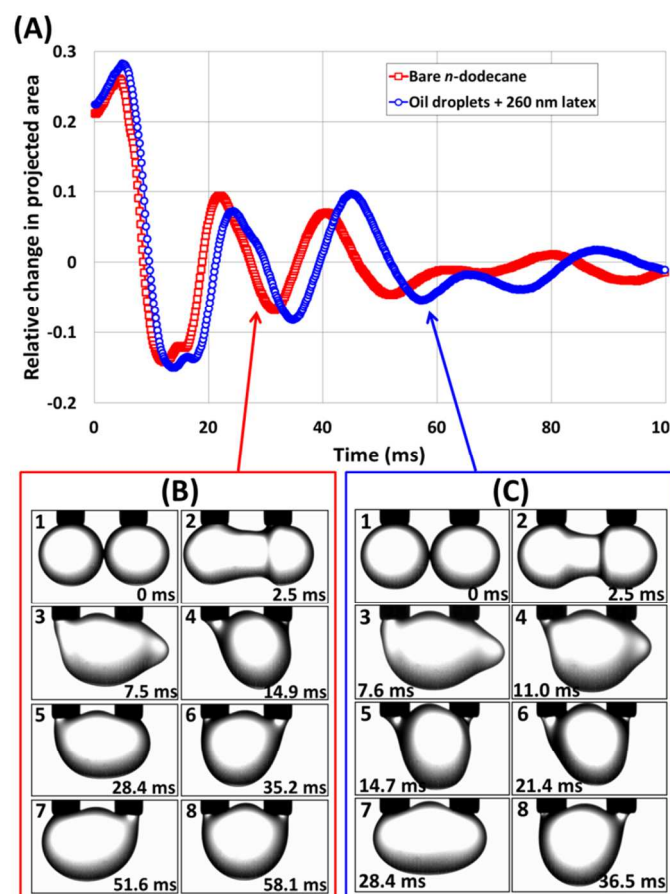 (A)
0.3
0.2
0.1
0
-0.1
-0.2
Relative change in projected area
Bare n-dodecane
Oil droplets + 260 nm latex
0 20 40 60 80 10
Time (ms)
(B)
1
0 ms
2
2.5 ms
3
7.5 ms
4
14.9 ms
5
28.4 ms
6
35.2 ms
7
51.6 ms
8
58.1 ms
(C)
1
0 ms
2
2.5 ms
3
7.6 ms
4
11.0 ms
5
14.7 ms
6
21.4 ms
7
28.4 ms
8
36.5 ms